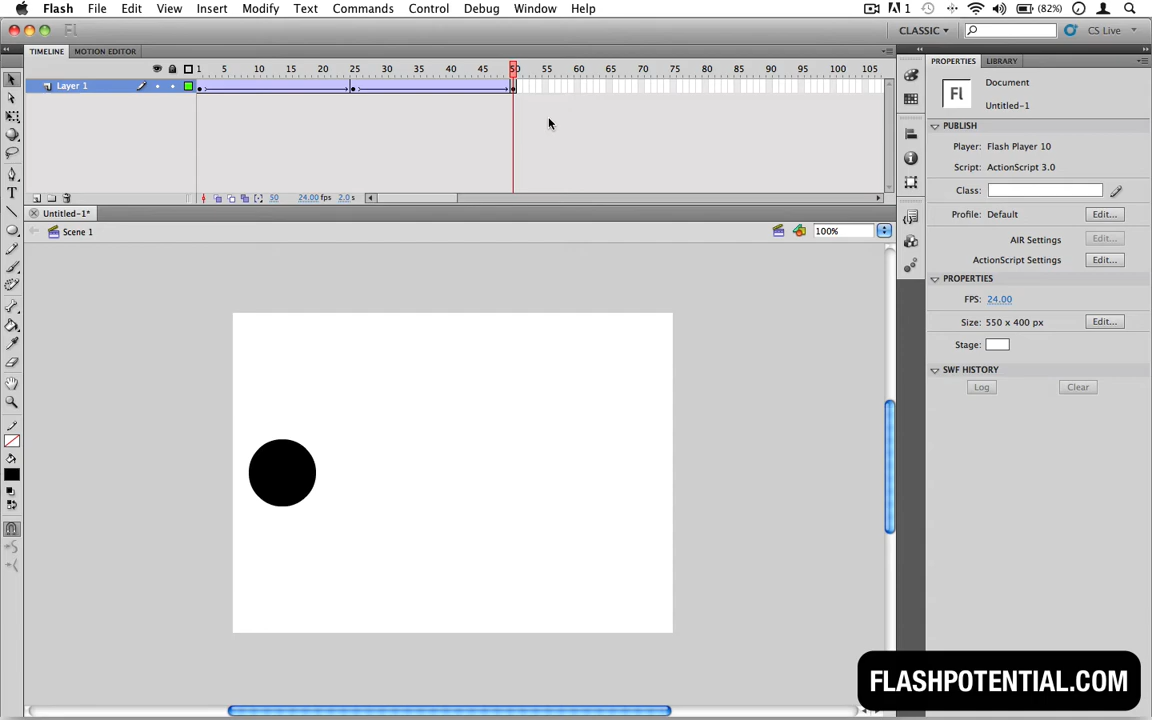 Flash File Edit View Insert Modify Text Commands Control Debug Window Help 1 (82%)
Fl CLASSIC CS Live
TIMELINE MOTION EDITOR
1 5 10 15 20 25 30 35 40 45 50 55 60 65 70 75 80 85 90 95 100 105
Layer 1
50 24.00 fps 2.0 s
Untitled-1*
Scene 1 100%
PROPERTIES LIBRARY
Fl Document
Untitled-1
PUBLISH
Player: Flash Player 10
Script: ActionScript 3.0
Class:
Profile: Default Edit...
AIR Settings Edit...
ActionScript Settings Edit...
PROPERTIES
FPS: 24.00
Size: 550 x 400 px Edit...
Stage:
SWF HISTORY
Log Clear
T
FLASHPOTENTIAL.COM